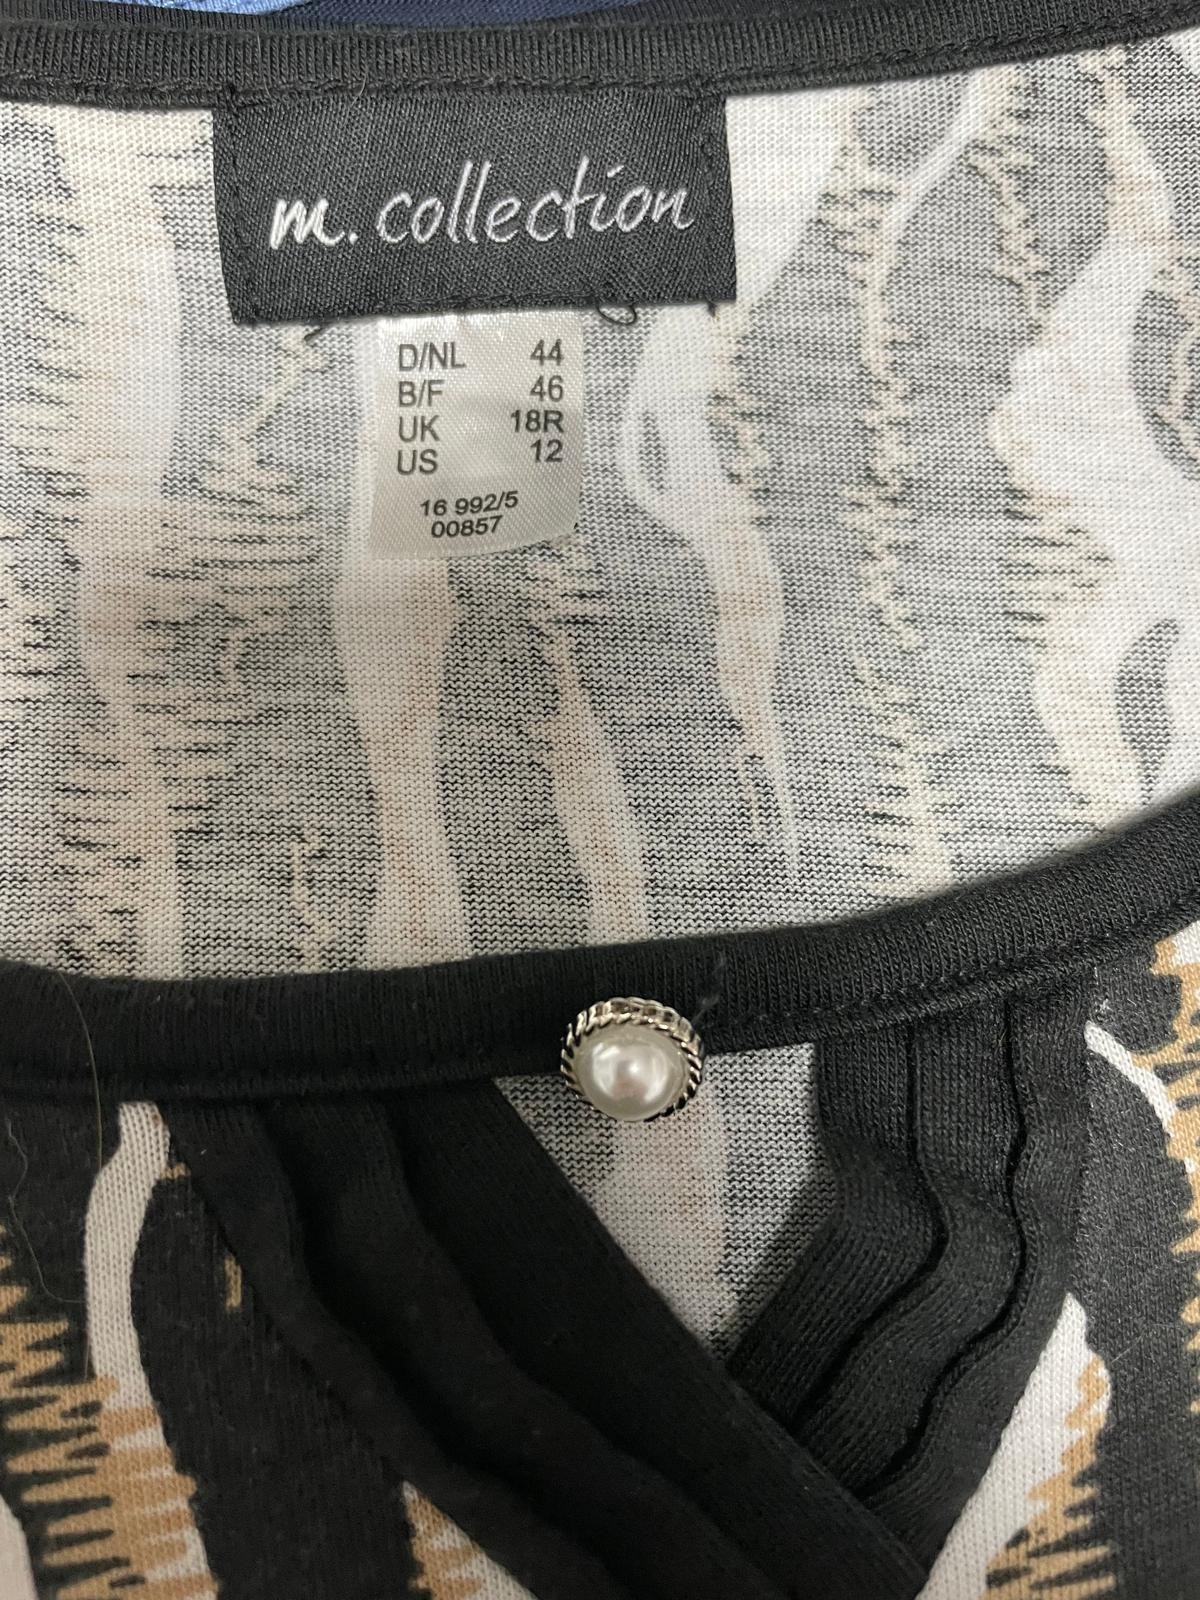 m. collection
D/NL 44
B/F 46
UK 18R
US 12
16 992/5
00857